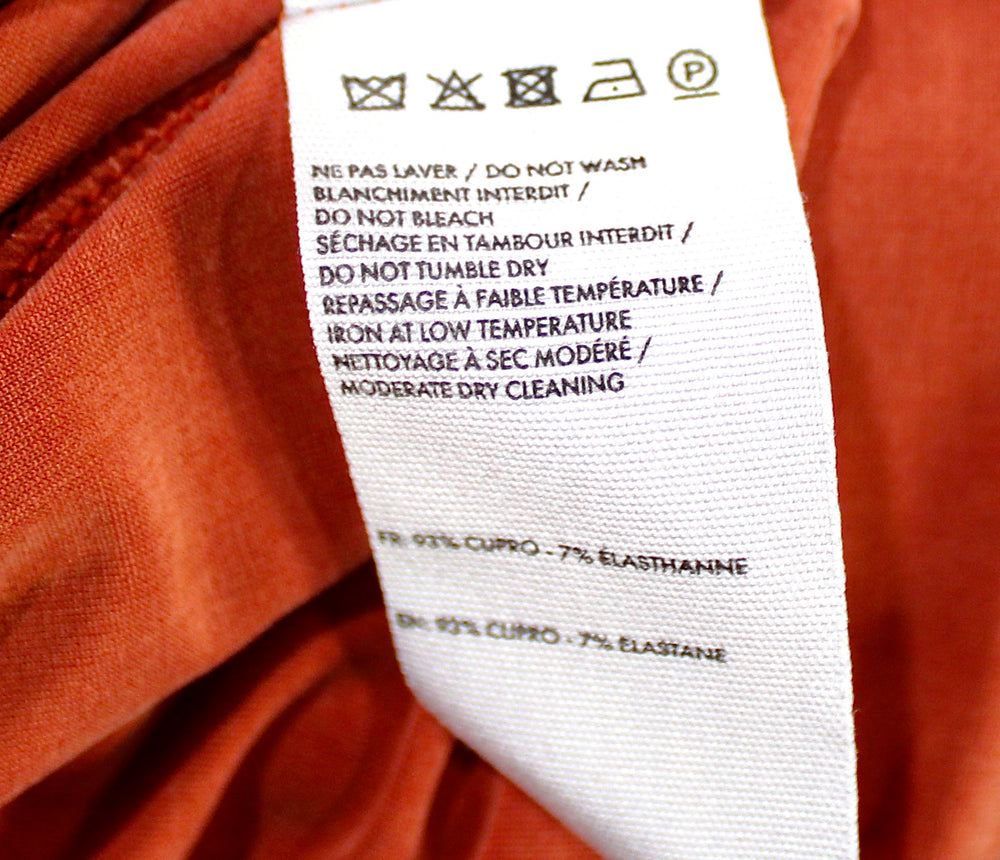 P
NE PAS LAVER / DO NOT WASH
BLANCHIMENT INTERDIT /
DO NOT BLEACH
SÉCHAGE EN TAMBOUR INTERDIT /
DO NOT TUMBLE DRY
REPASSAGE À FAIBLE TEMPÉRATURE /
IRON AT LOW TEMPERATURE
NETTOYAGE À SEC MODÉRÉ /
MODERATE DRY CLEANING
FR: 93% CUPRO - 7% ÉLASTHANNE
EN: 93% CUPRO - 7% ELASTANE